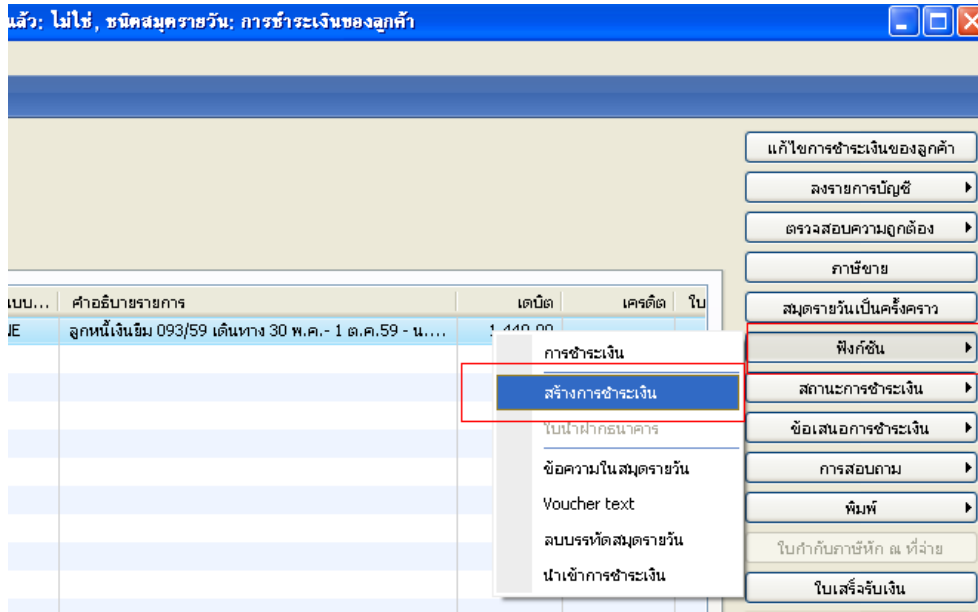 แล้ว: ไม่ใช่, ชนิดสมุดรายวัน: การชำระเงินของลูกค้า
แก้ไขการชำระเงินของลูกค้า
ลงรายการบัญชี
ตรวจสอบความถูกต้อง
ภาษีขาย
สมุดรายวันเป็นครั้งคราว
ฟังก์ชัน
สถานะการชำระเงิน
ข้อเสนอการชำระเงิน
การสอบถาม
พิมพ์
ใบกำกับภาษีหัก ณ ที่จ่าย
ใบเสร็จรับเงิน
แบบ... คำอธิบายรายการ เดบิต เครดิต ใบ
NE ลูกหนี้เงินยืม 093/59 เดินทาง 30 พ.ค.- 1 ต.ค.59 - น.... 1,440.00
การชำระเงิน
สร้างการชำระเงิน
ใบนำฝากธนาคาร
ข้อความในสมุดรายวัน
Voucher text
ลบบรรทัดสมุดรายวัน
นำเข้าการชำระเงิน